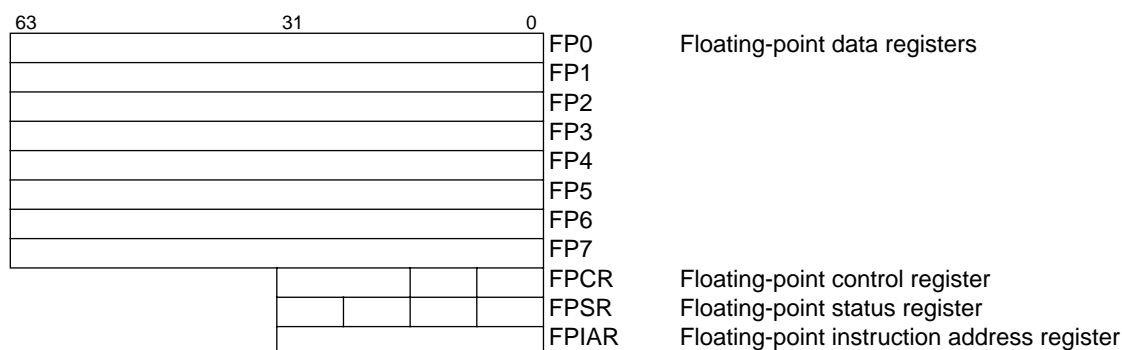 63 31 0
FP0 Floating-point data registers
FP1
FP2
FP3
FP4
FP5
FP6
FP7
FPCR Floating-point control register
FPSR Floating-point status register
FPIAR Floating-point instruction address register